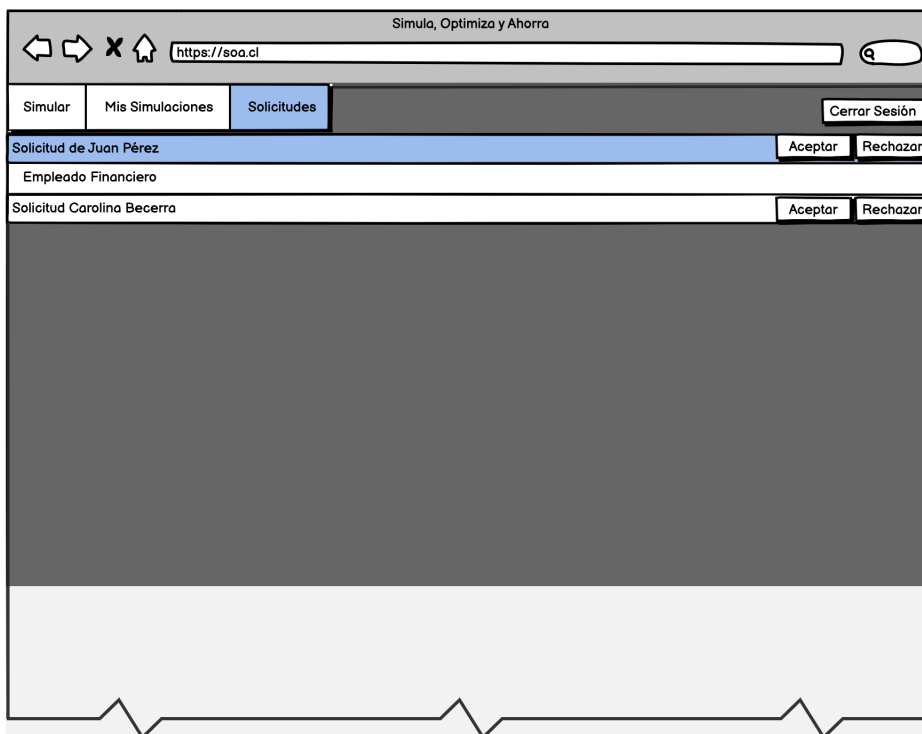 Simula, Optimiza y Ahorra
https://soa.cl
Simular Mis Simulaciones Solicitudes
Cerrar Sesión
Solicitud de Juan Pérez Aceptar Rechazar
Empleado Financiero
Solicitud Carolina Becerra Aceptar Rechazar